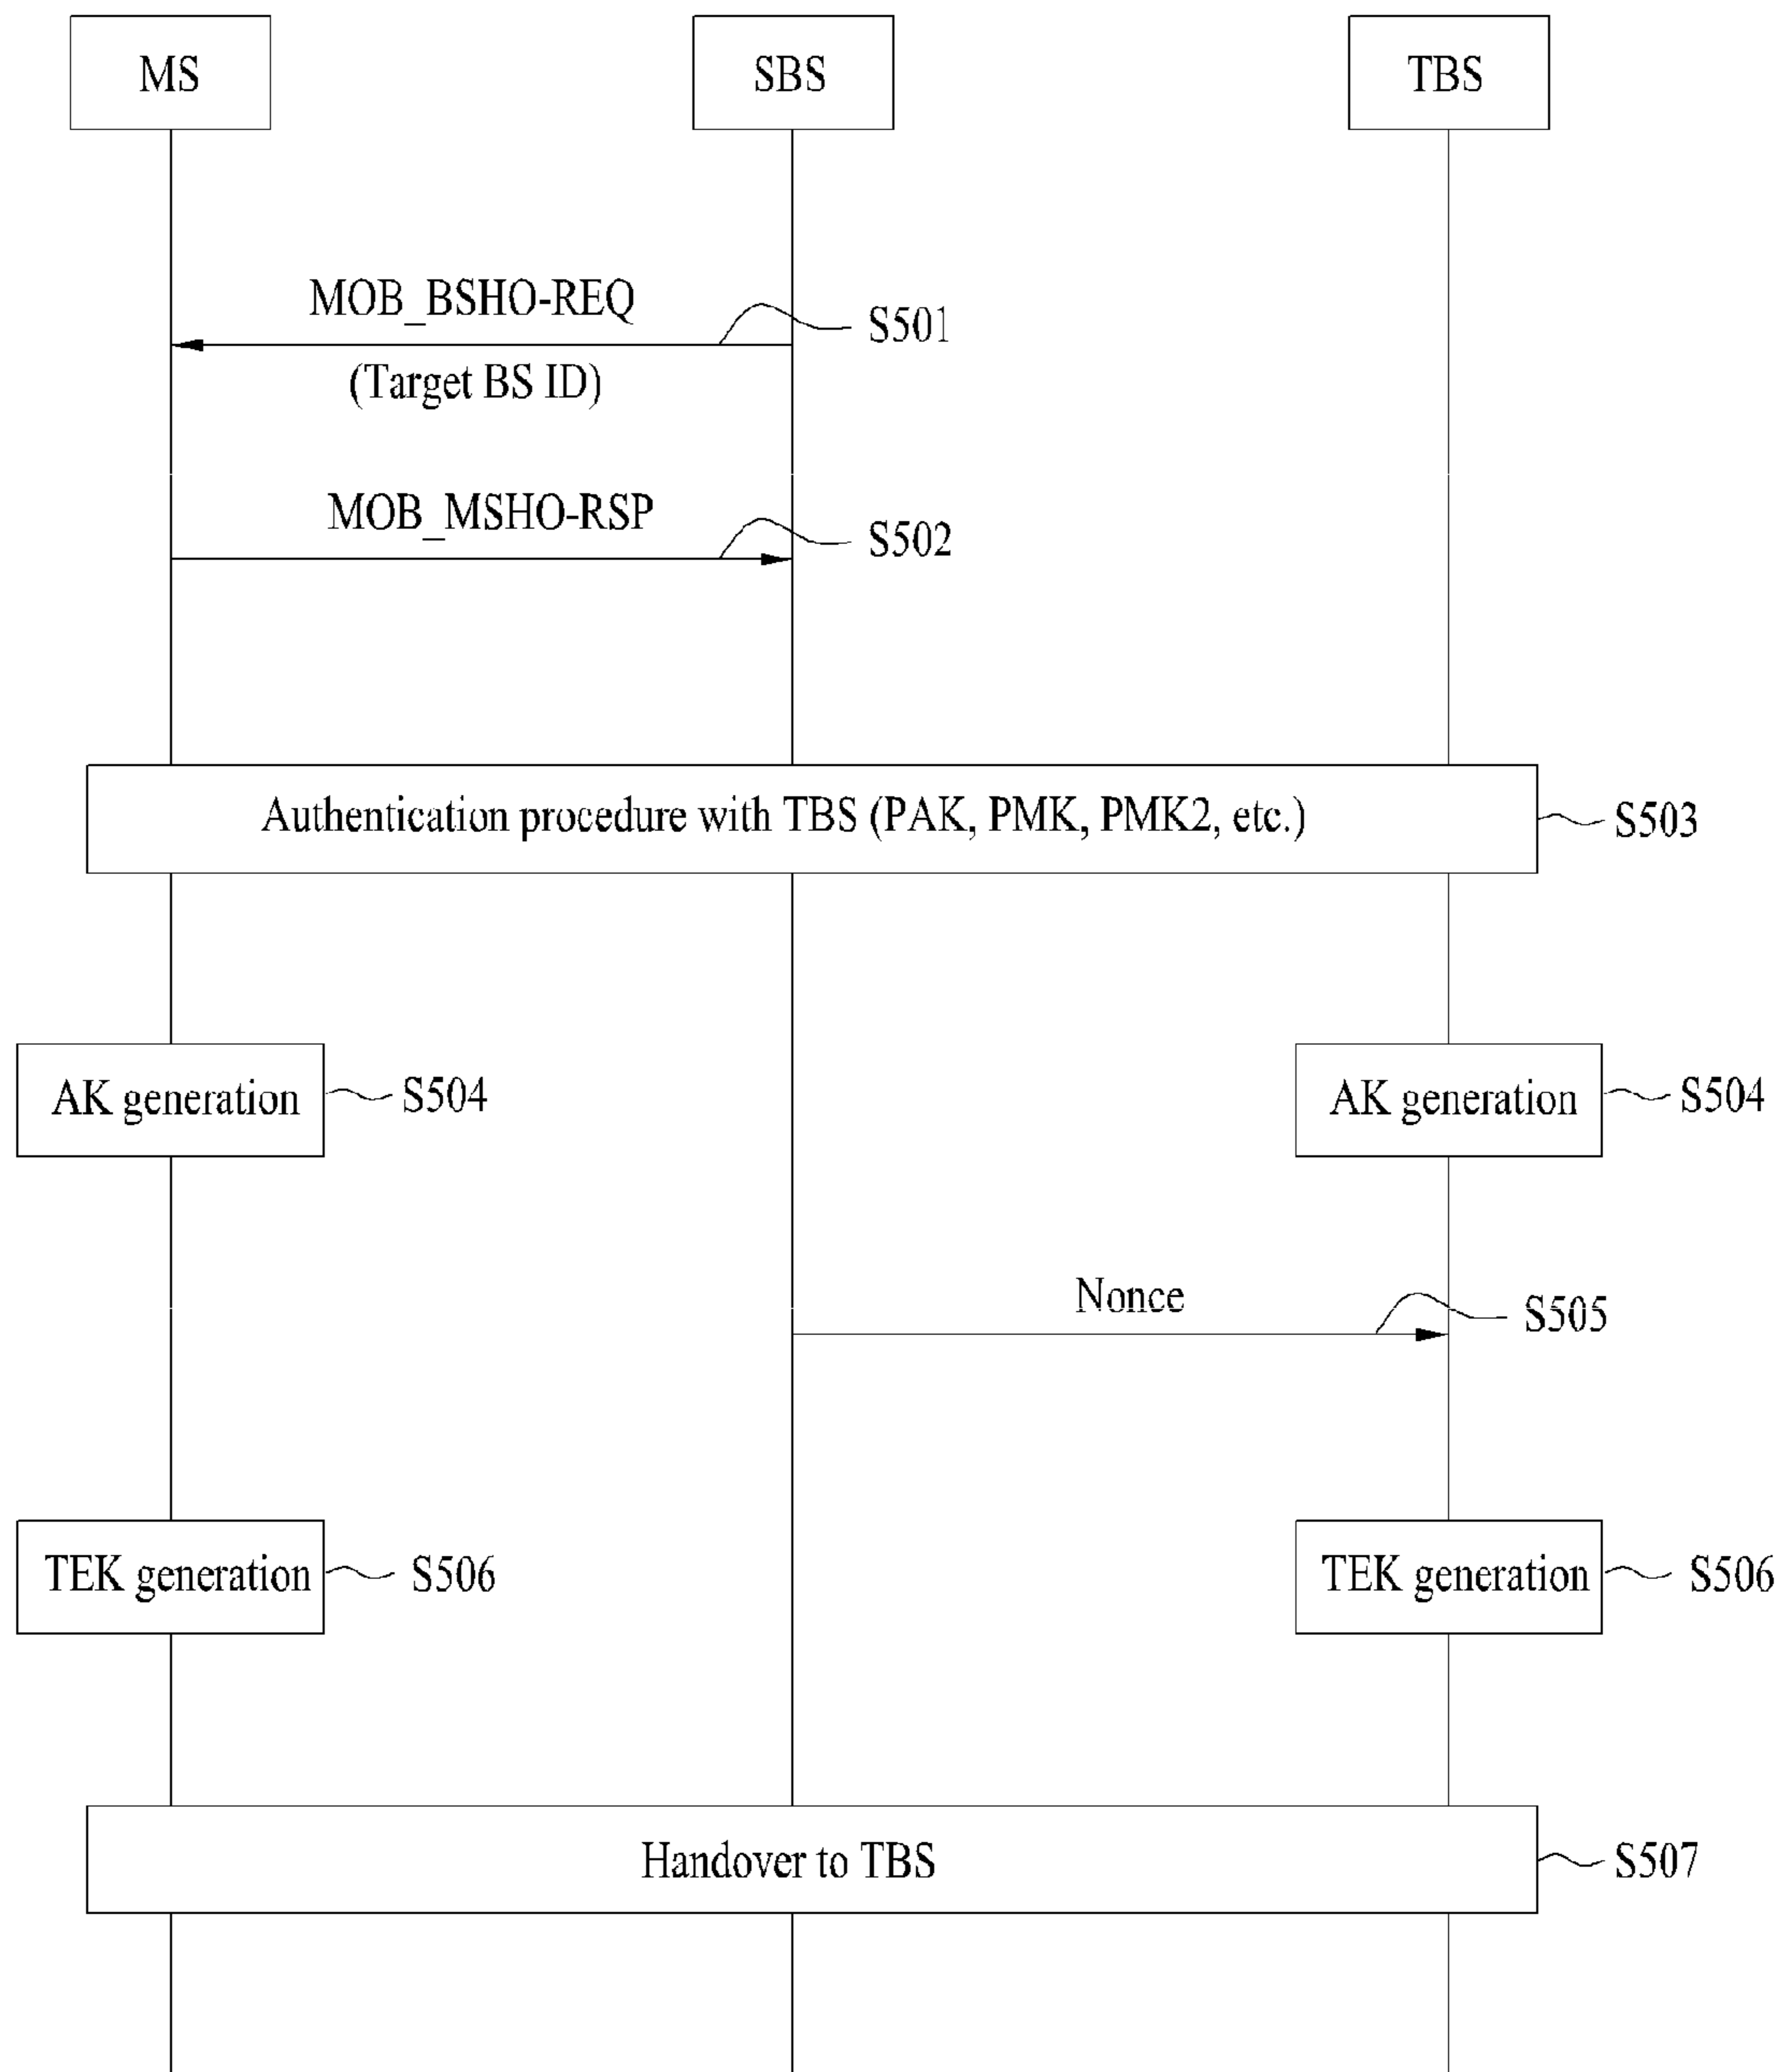 MS
SBS
TBS
MOB_BSHO-REQ
S501
(Target BS ID)
MOB_MSHO-RSP
S502
Authentication procedure with TBS (PAK, PMK, PMK2, etc.)
S503
AK generation
S504
AK generation
S504
Nonce
S505
TEK generation
S506
TEK generation
S506
Handover to TBS
S507